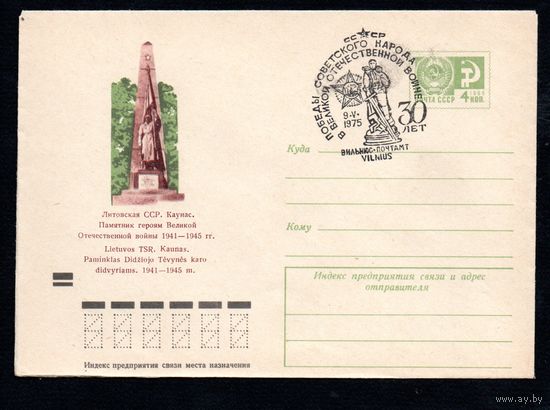 СССР
ПОБЕДЫ СОВЕТСКОГО НАРОДА
В ВЕЛИКОЙ ОТЕЧЕСТВЕННОЙ ВОЙНЕ
9·V·
1975
30
ЛЕТ
ВИЛЬНЮС·ПОЧТАМТ
VILNIUS
1966
ПОЧТА СССР
4 КОП.
Куда
Кому
Индекс предприятия связи и адрес
отправителя
Литовская ССР. Каунас.
Памятник героям Великой
Отечественной войны 1941—1945 гг.
Lietuvos TSR. Kaunas.
Paminklas Didžiojo Tėvynės karo
didvyriams. 1941—1945 m.
Индекс предприятия связи места назначения
www.ay.by